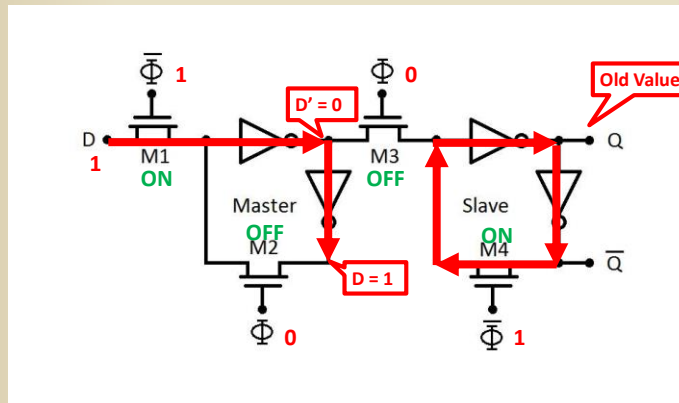 Φ̅ 1
Φ 0
Old Value
D' = 0
D
1
M1
ON
M3
OFF
Q
Master
OFF
M2
Slave
ON
M4
Q̅
D = 1
Φ 0
Φ̅ 1